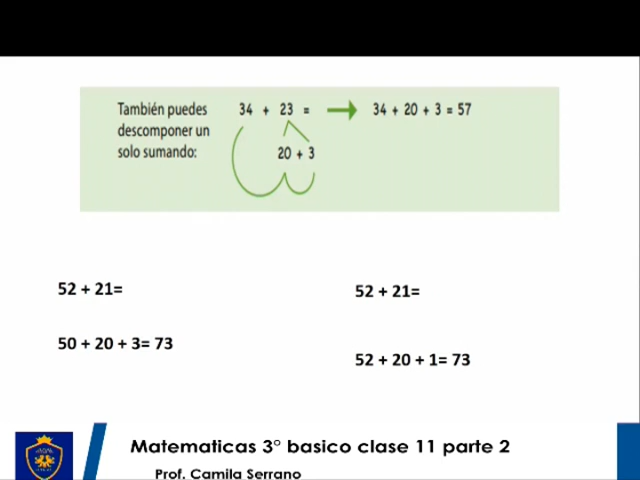 También puedes 34 + 23 = 34 + 20 + 3 = 57
descomponer un
solo sumando: 20 + 3
52 + 21= 52 + 21=
50 + 20 + 3= 73
52 + 20 + 1= 73
Matematicas 3° basico clase 11 parte 2
Prof. Camila Serrano